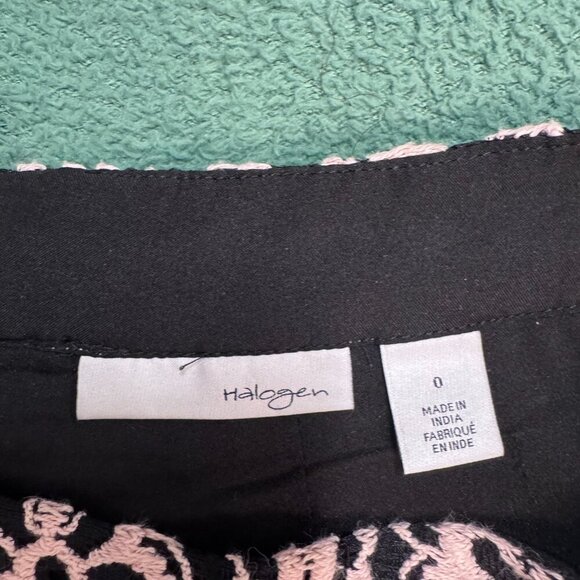 Halogen
0
MADE IN
INDIA
FABRIQUÉ
EN INDE